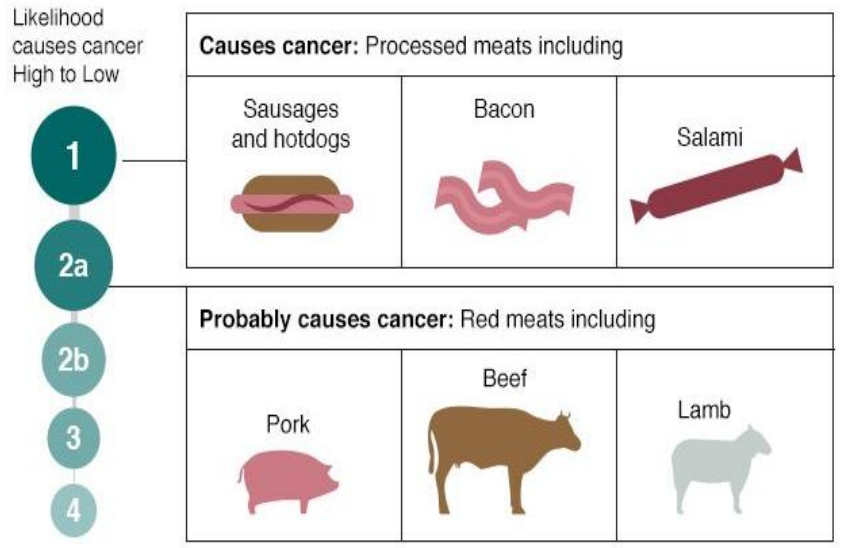 Likelihood
causes cancer
High to Low
1
2a
2b
3
4
Causes cancer: Processed meats including
Sausages
and hotdogs
Bacon
Salami
Probably causes cancer: Red meats including
Pork
Beef
Lamb